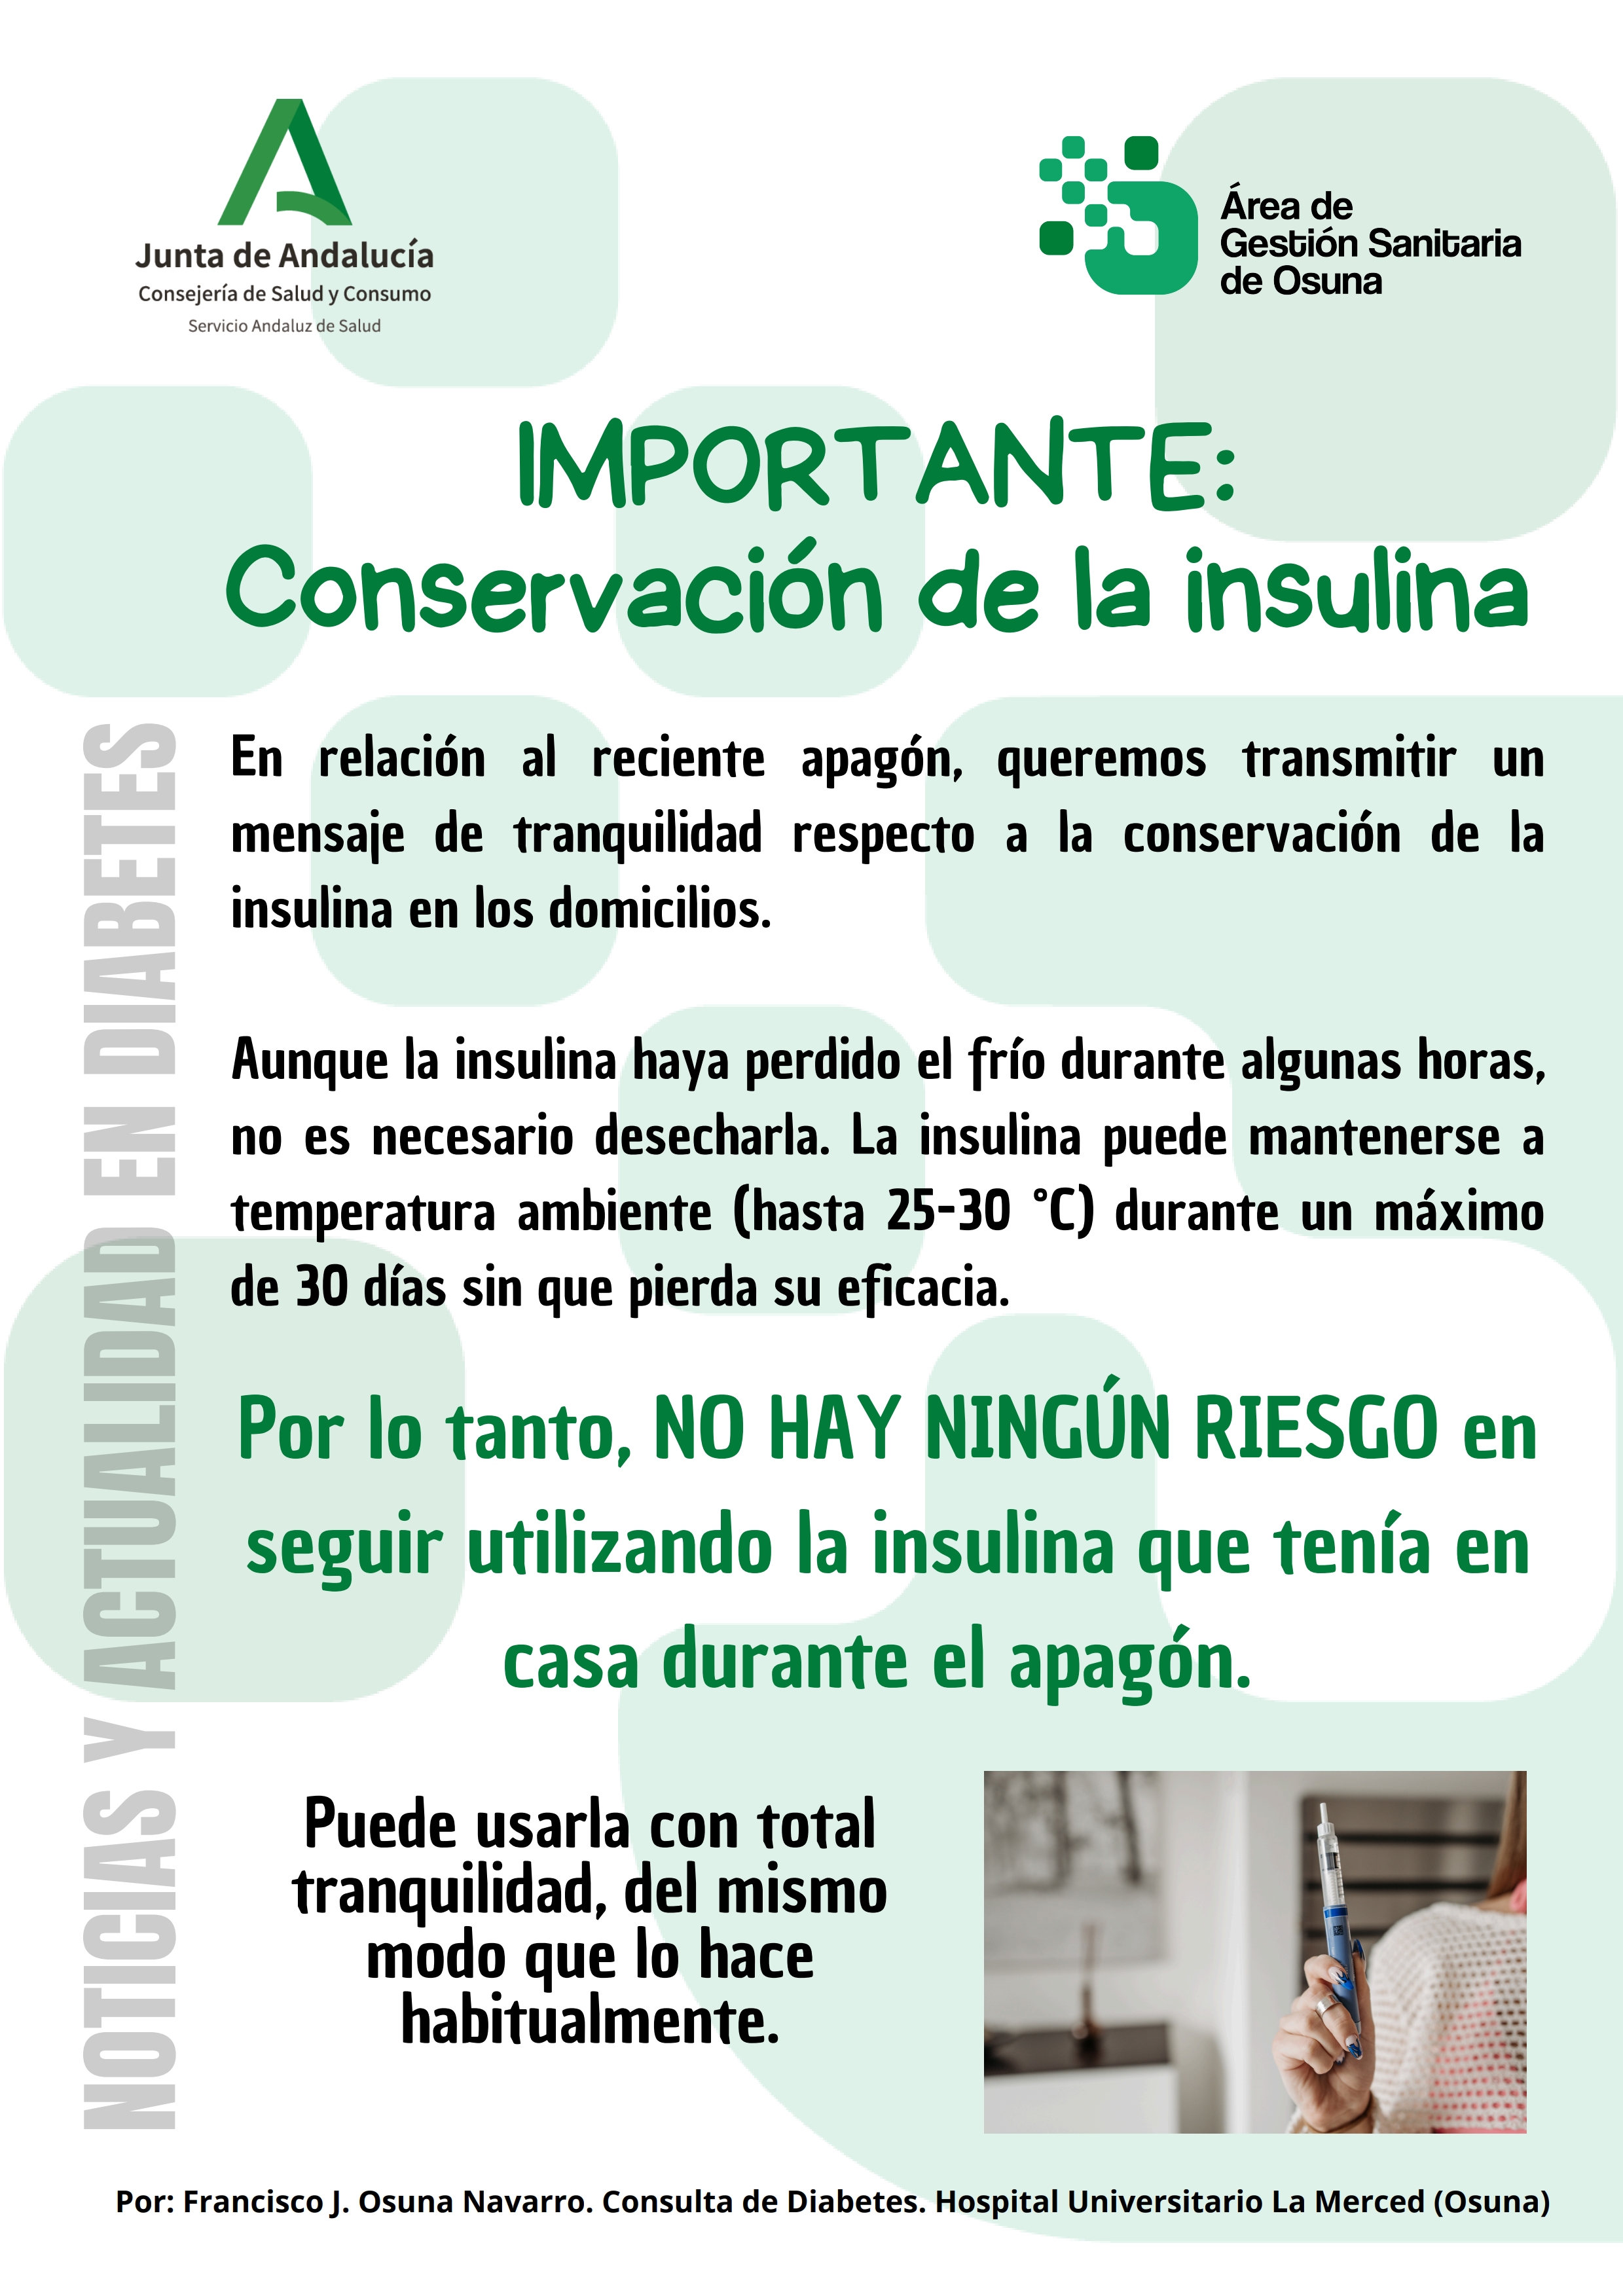 Junta de Andalucía
Consejería de Salud y Consumo
Servicio Andaluz de Salud
Área de
Gestión Sanitaria
de Osuna
IMPORTANTE:
Conservación de la insulina
NOTICIAS Y ACTUALIDAD EN DIABETES
En relación al reciente apagón, queremos transmitir un
mensaje de tranquilidad respecto a la conservación de la
insulina en los domicilios.
Aunque la insulina haya perdido el frío durante algunas horas,
no es necesario desecharla. La insulina puede mantenerse a
temperatura ambiente (hasta 25-30 °C) durante un máximo
de 30 días sin que pierda su eficacia.
Por lo tanto, NO HAY NINGÚN RIESGO en
seguir utilizando la insulina que tenía en
casa durante el apagón.
Puede usarla con total
tranquilidad, del mismo
modo que lo hace
habitualmente.
Por: Francisco J. Osuna Navarro. Consulta de Diabetes. Hospital Universitario La Merced (Osuna)